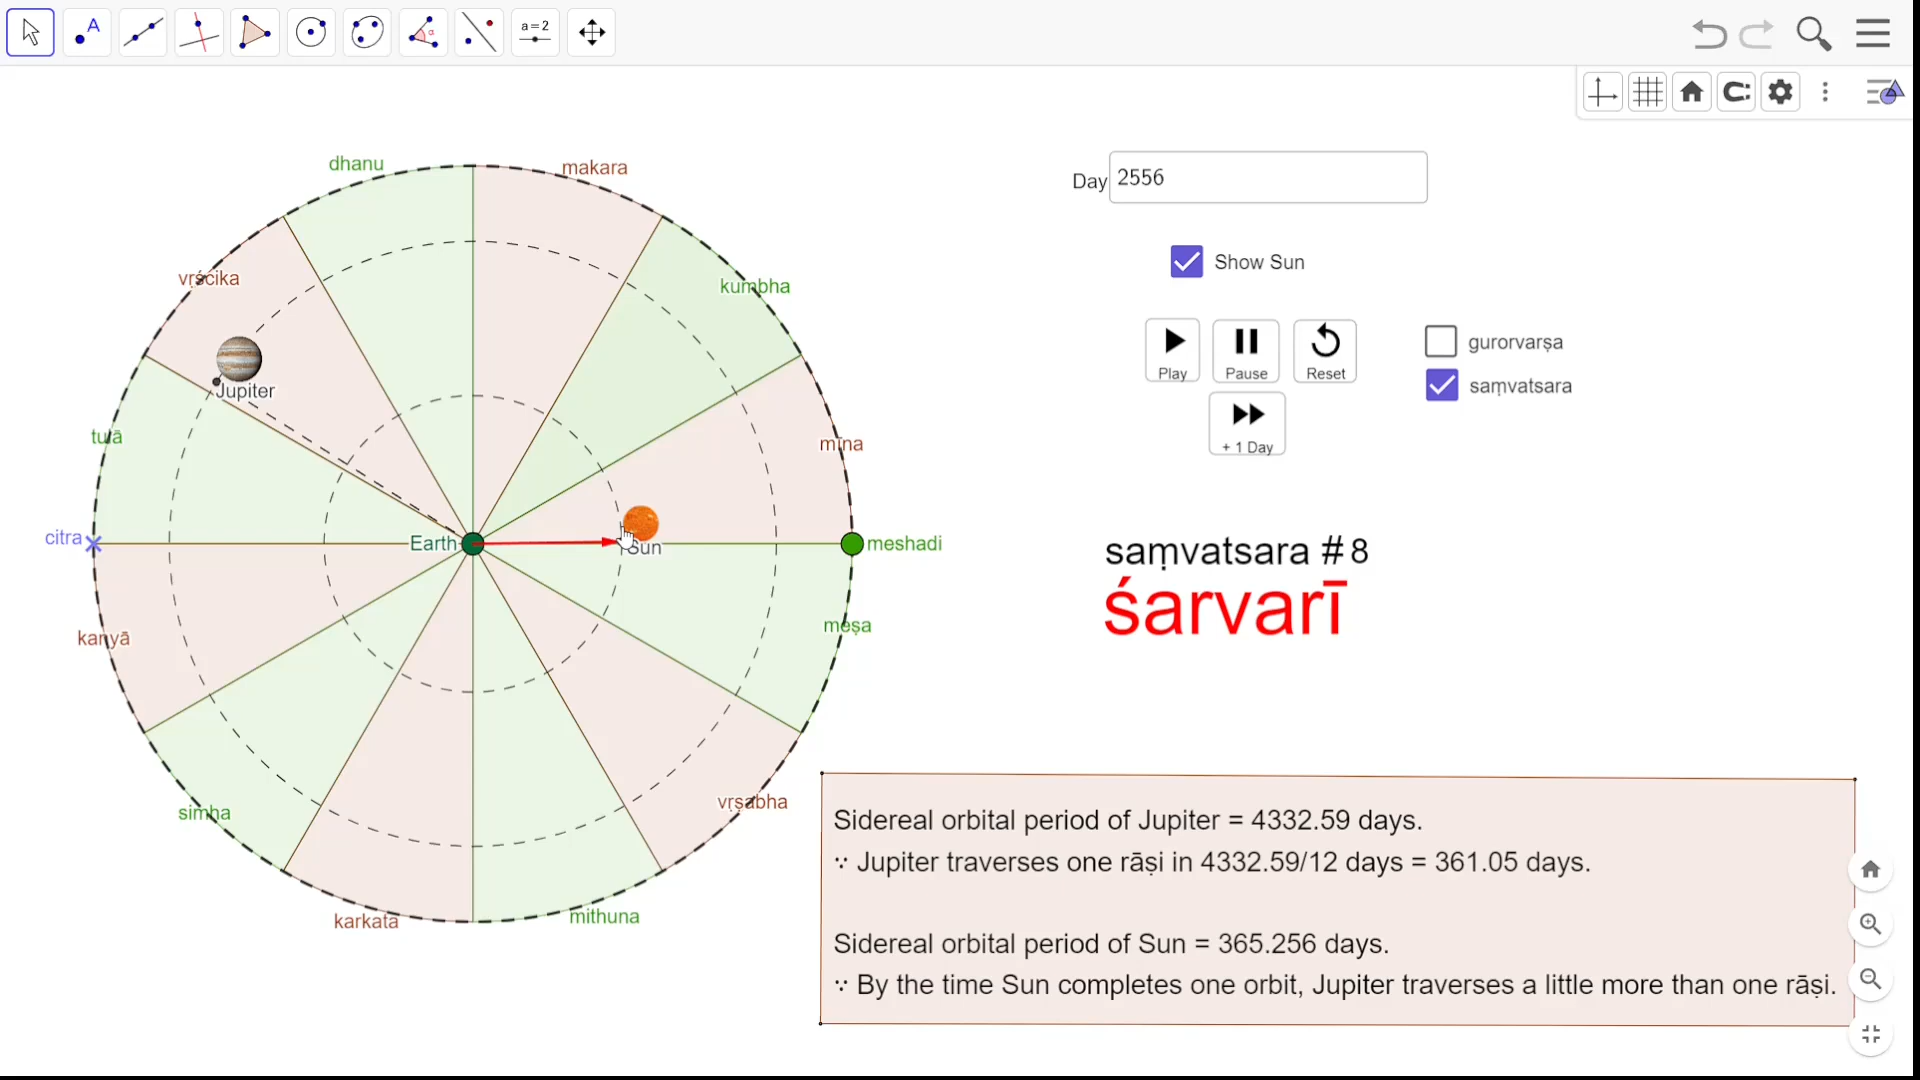 A
a=2
dhanu
makara
Day 2556
Show Sun
vṛścika
kumbha
Play
Pause
Reset
gurorvarṣa
saṃvatsara
+ 1 Day
Jupiter
tulā
mīna
citra
Earth
Sun
meshadi
saṃvatsara #8
śarvarī
kanyā
meṣa
simha
vṛṣabha
karkata
mithuna
Sidereal orbital period of Jupiter = 4332.59 days.
∵ Jupiter traverses one rāṣi in 4332.59/12 days = 361.05 days.
Sidereal orbital period of Sun = 365.256 days.
∵ By the time Sun completes one orbit, Jupiter traverses a little more than one rāṣi.